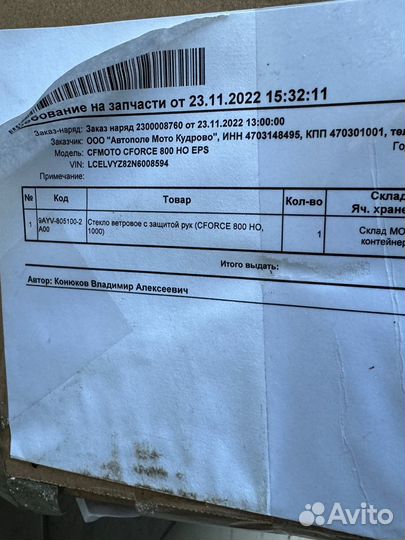 ование на запчасти от 23.11.2022 15:32:11
Заказ-наряд: Заказ наряд 2300008760 от 23.11.2022 13:00:00
Заказчик: ООО "Автополе Мото Кудрово", ИНН 4703148495, КПП 470301001, тел
Модель: CFMOTO CFORCE 800 HO EPS
Го
VIN: LCELVYZ82N6008594
Примечание:
№ Код Товар Кол-во Склад
Яч. хране
1 9AYV-805100-2 Стекло ветровое с защитой рук (CFORCE 800 HO, 1 Склад МО
A00 1000) контейнер
Итого выдать:
Автор: Конюков Владимир Алексеевич
Avito